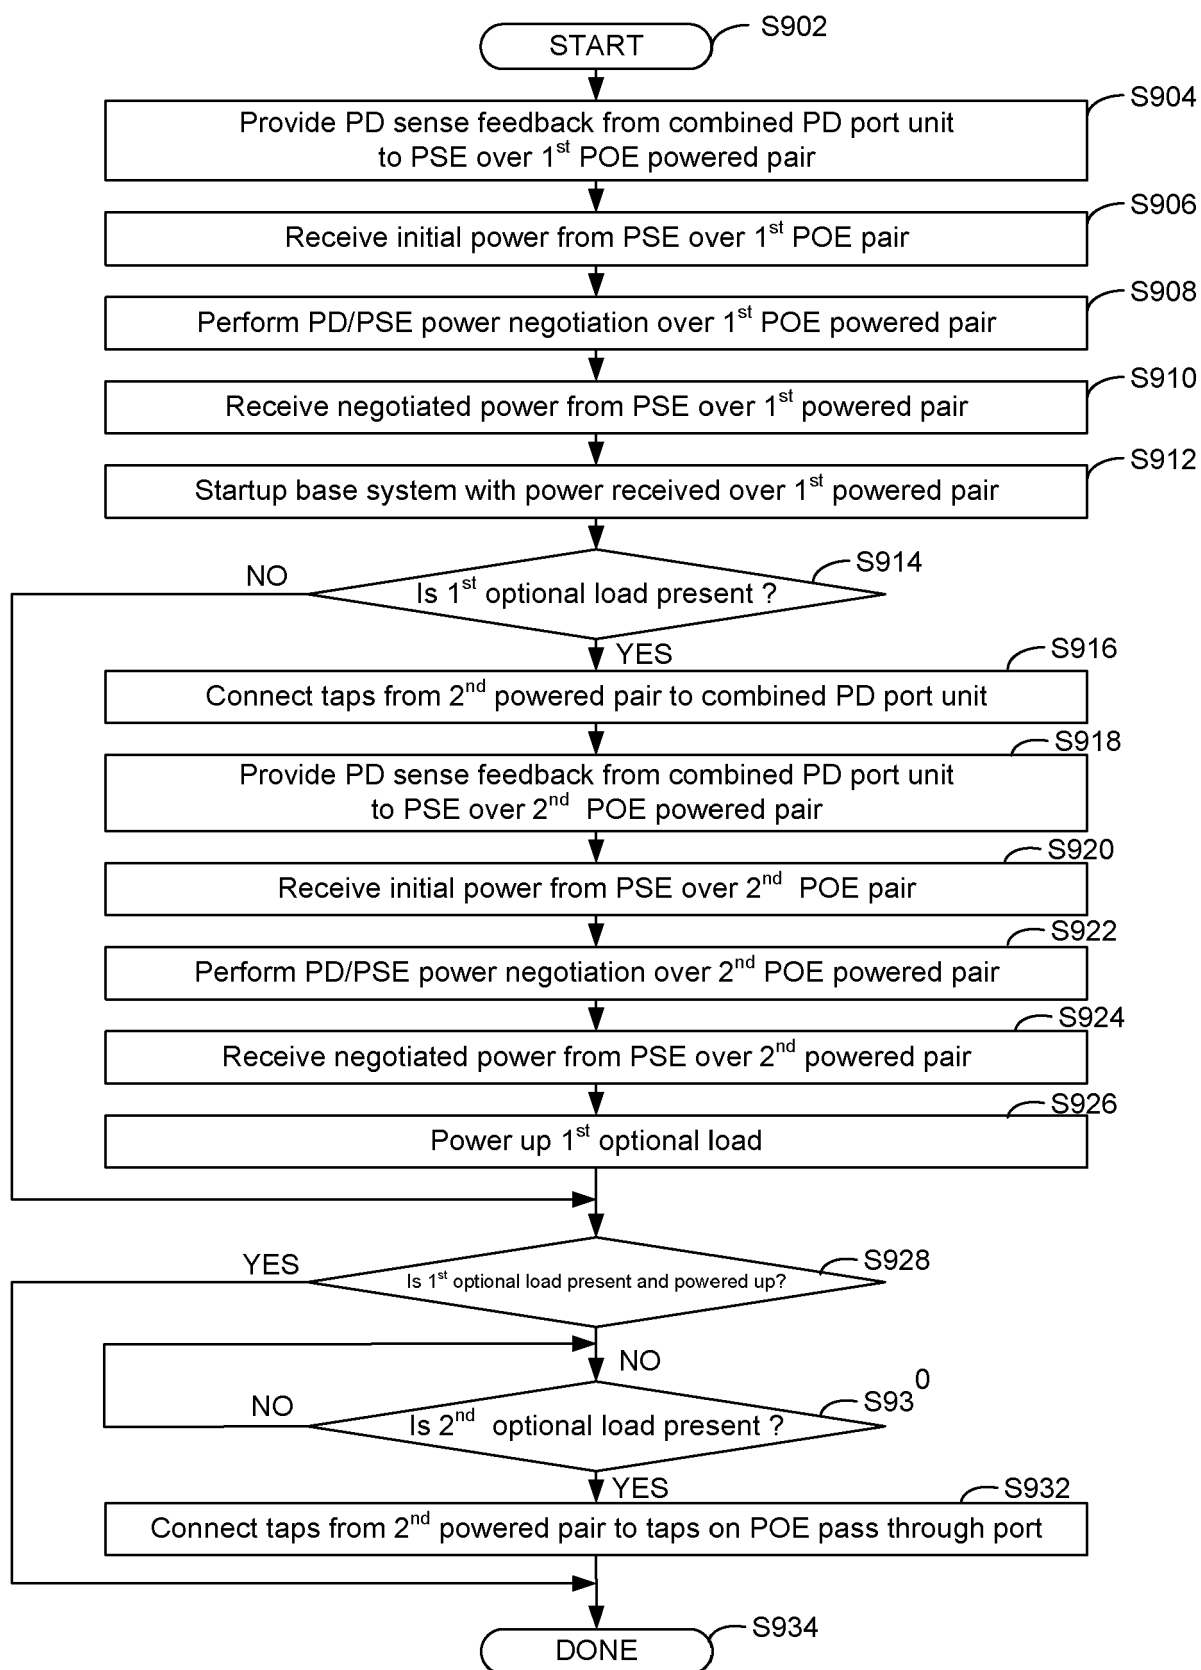 START
S902
Provide PD sense feedback from combined PD port unit
to PSE over 1st POE powered pair
S904
Receive initial power from PSE over 1st POE pair
S906
Perform PD/PSE power negotiation over 1st POE powered pair
S908
Receive negotiated power from PSE over 1st powered pair
S910
Startup base system with power received over 1st powered pair
S912
NO
Is 1st optional load present ?
S914
YES
Connect taps from 2nd powered pair to combined PD port unit
S916
Provide PD sense feedback from combined PD port unit
to PSE over 2nd POE powered pair
S918
Receive initial power from PSE over 2nd POE pair
S920
Perform PD/PSE power negotiation over 2nd POE powered pair
S922
Receive negotiated power from PSE over 2nd powered pair
S924
Power up 1st optional load
S926
YES
Is 1st optional load present and powered up?
S928
NO
NO
Is 2nd optional load present ?
S930
YES
Connect taps from 2nd powered pair to taps on POE pass through port
S932
DONE
S934